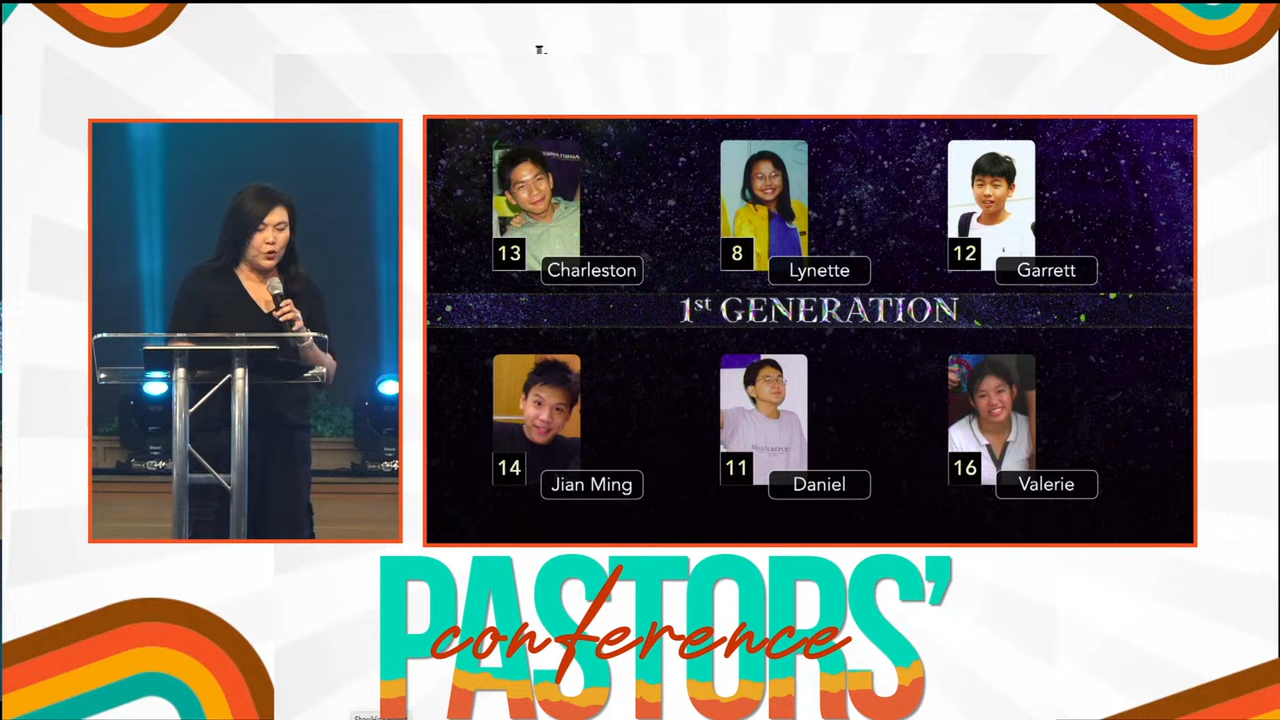 13
Charleston
8
Lynette
12
Garrett
1st GENERATION
14
Jian Ming
11
Daniel
16
Valerie
PASTORS'
conference